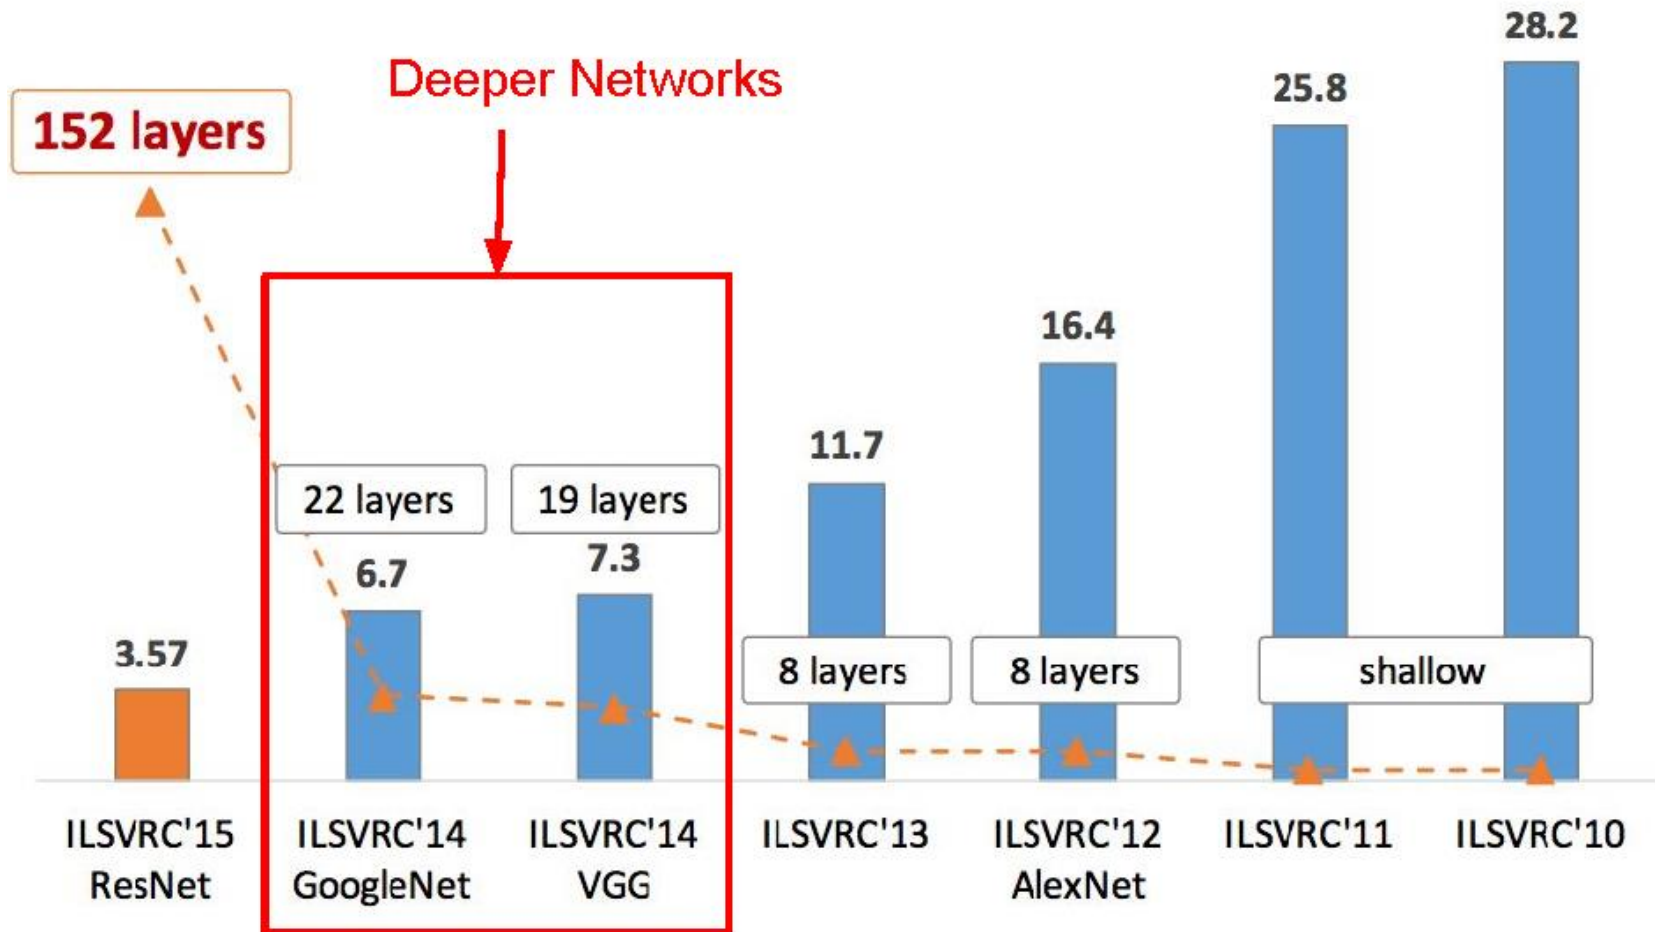 28.2
Deeper Networks
25.8
152 layers
16.4
11.7
22 layers
19 layers
7.3
6.7
3.57
8 layers
8 layers
shallow
ILSVRC'15
ResNet
ILSVRC'14
GoogleNet
ILSVRC'14
VGG
ILSVRC'13
ILSVRC'12
AlexNet
ILSVRC'11
ILSVRC'10